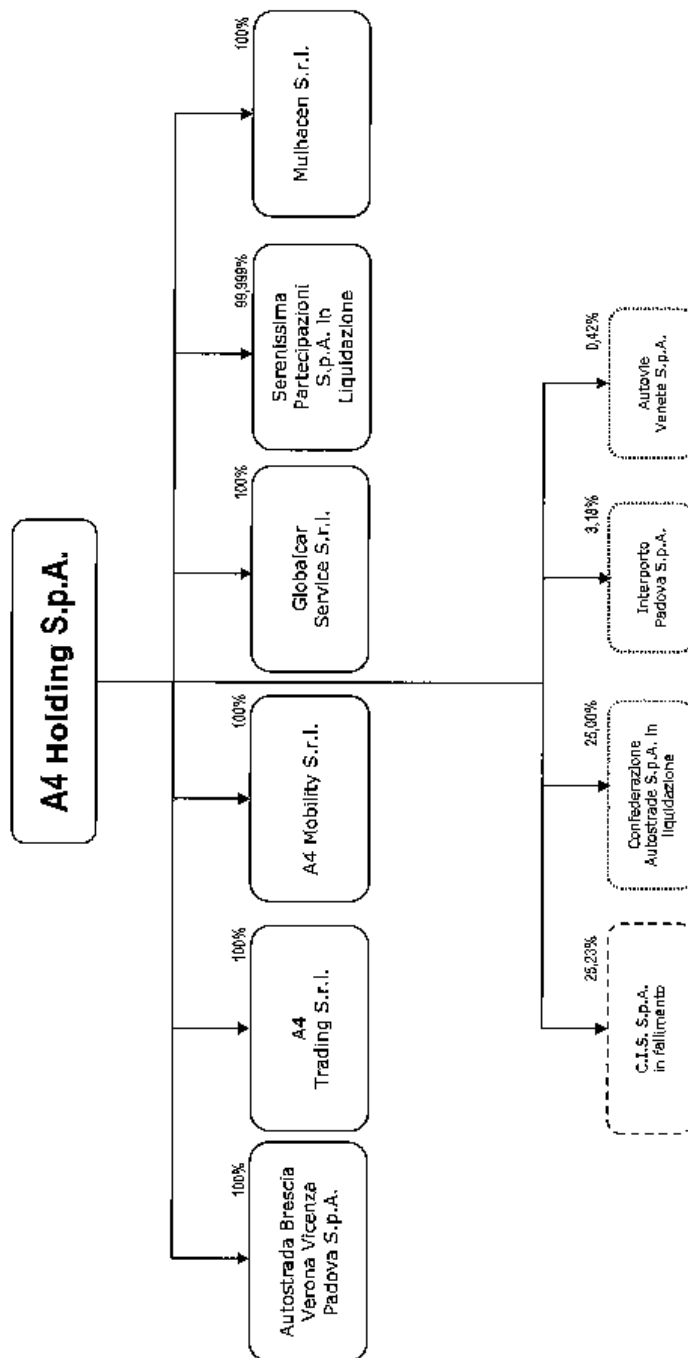 A4 Holding S.p.A.
100%
Autostrada Brescia
Verona Vicenza
Padova S.p.A.
100%
A4
Trading S.r.l.
100%
A4 Mobility S.r.l.
100%
Globalcar
Service S.r.l.
99,999%
Serenissima
Partecipazioni
S.p.A. in
Liquidazione
100%
Mulhacen S.r.l.
25,23%
C.I.S. S.p.A.
in fallimento
25,00%
Confederazione
Autostrade S.p.A. in
liquidazione
3,18%
Interporto
Padova S.p.A.
0,42%
Autovie
Venete S.p.A.